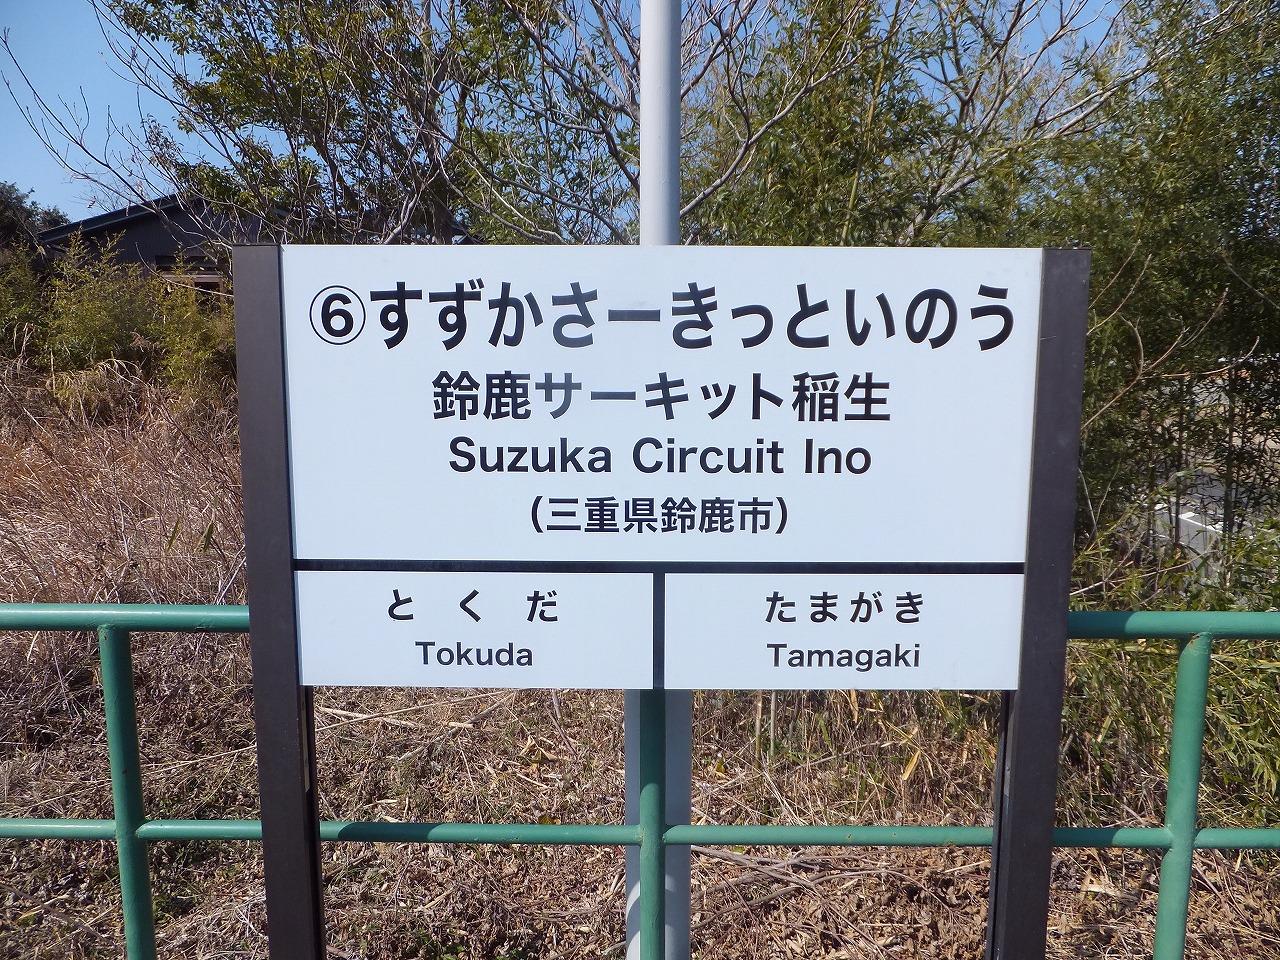 ⑥すずかさーきっといのう
鈴鹿サーキット稲生
Suzuka Circuit Ino
（三重県鈴鹿市）
とくだ
たまがき
Tokuda
Tamagaki